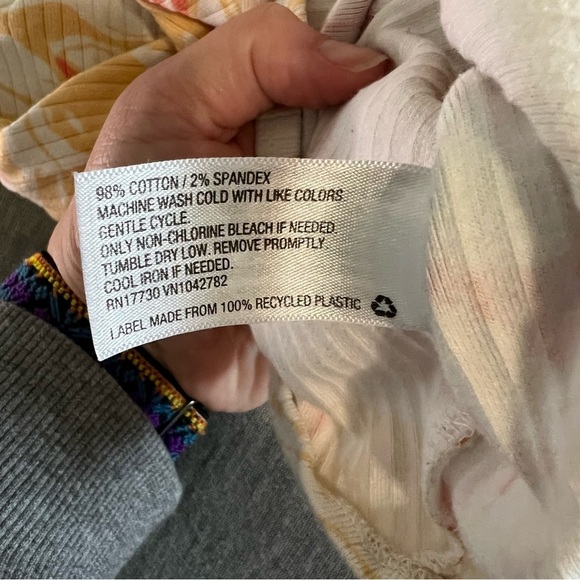 98% COTTON / 2% SPANDEX
MACHINE WASH COLD WITH LIKE COLORS
GENTLE CYCLE.
ONLY NON-CHLORINE BLEACH IF NEEDED.
TUMBLE DRY LOW. REMOVE PROMPTLY.
COOL IRON IF NEEDED.
RN17730 VN1042782
LABEL MADE FROM 100% RECYCLED PLASTIC